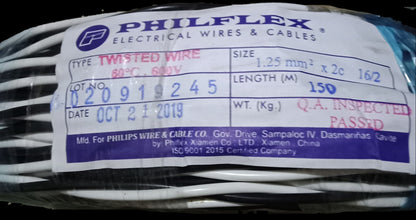 PHILFLEX®
ELECTRICAL WIRES & CABLES
TYPE TWISTED WIRE
60°C, 600V
SIZE 1.25 mm² x 2c 16/2
LOT NO. 020919245
LENGTH (M) 150
DATE OCT 21 2019
WT. (Kg.) Q.A. INSPECTED
PASSED
Mfd. For PHILIPS WIRE & CABLE CO. Gov. Drive, Sampaloc IV, Dasmariñas, Cavite
by: Philflex Xiamen Co., LTD., Xiamen, China
ISO 9001:2015 Certified Company